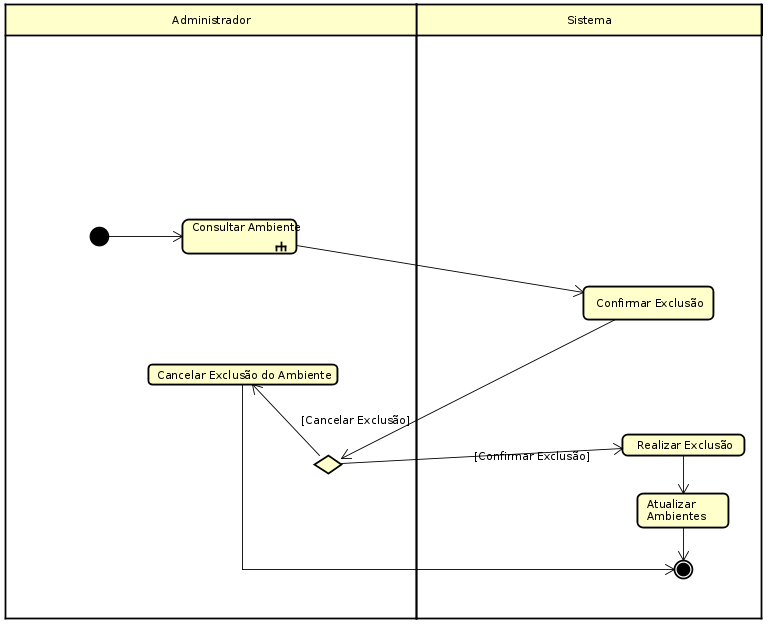 Administrador
Sistema
Consultar Ambiente
Confirmar Exclusão
Cancelar Exclusão do Ambiente
[Cancelar Exclusão]
Realizar Exclusão
[Confirmar Exclusão]
Atualizar
Ambientes